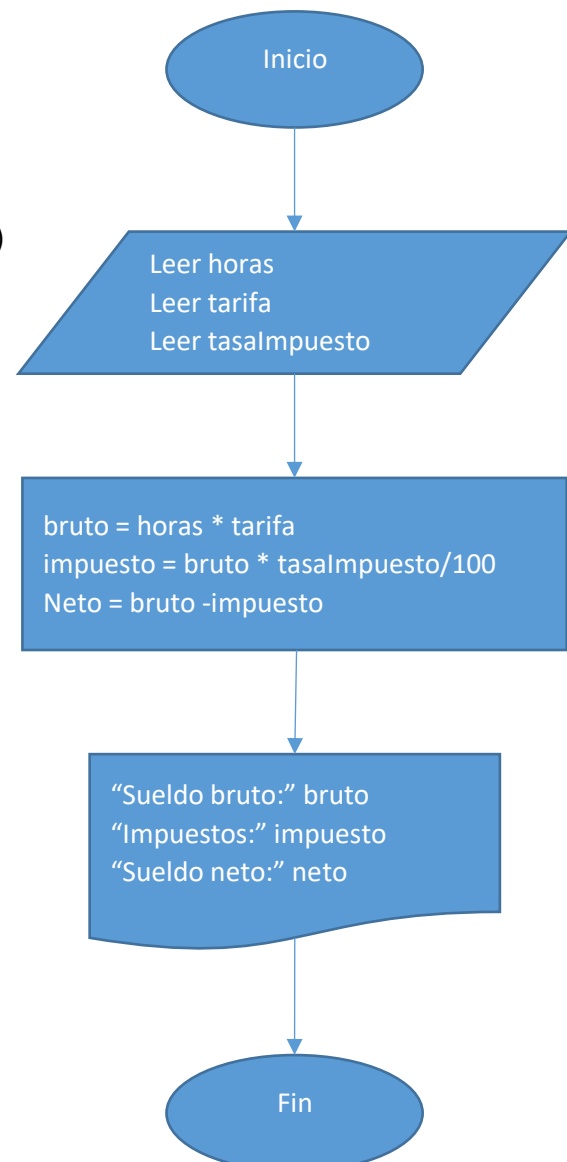 Inicio
)
Leer horas
Leer tarifa
Leer tasaImpuesto
bruto = horas * tarifa
impuesto = bruto * tasaImpuesto/100
Neto = bruto -impuesto
“Sueldo bruto:” bruto
“Impuestos:” impuesto
“Sueldo neto:” neto
Fin